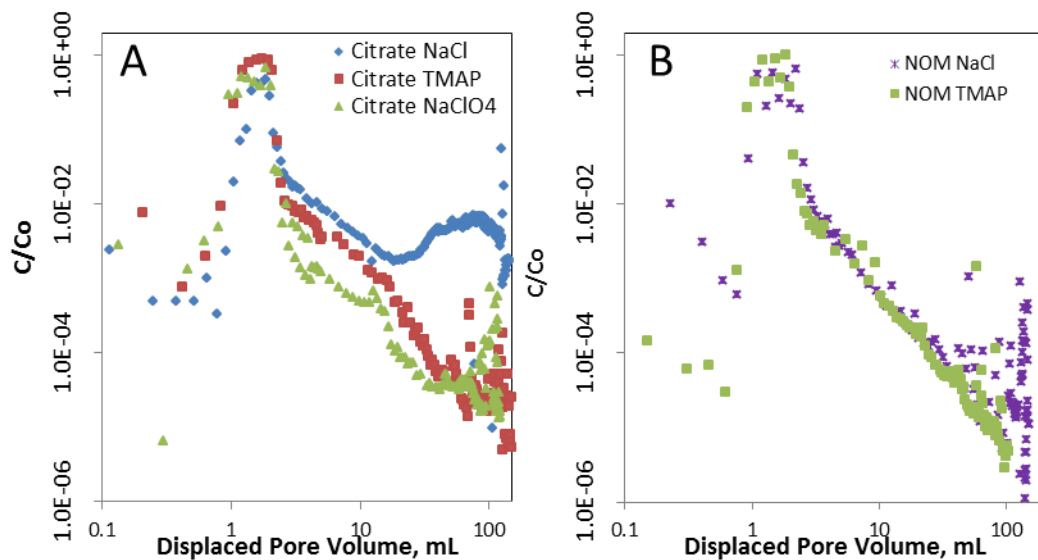 A
Citrate NaCl
Citrate TMAP
Citrate NaClO4
1.0E+00
1.0E-02
1.0E-04
1.0E-06
C/Co
0.1
1
10
100
Displaced Pore Volume, mL
B
NOM NaCl
NOM TMAP
1.0E+00
1.0E-02
1.0E-04
1.0E-06
C/Co
0.1
1
10
100
Displaced Pore Volume, mL